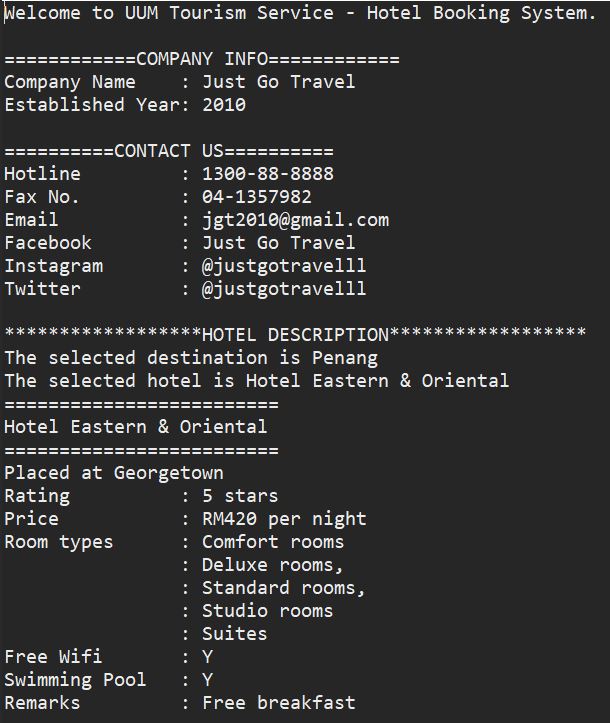 Welcome to UUM Tourism Service - Hotel Booking System.
============COMPANY INFO============
Company Name    : Just Go Travel
Established Year: 2010
==========CONTACT US==========
Hotline         : 1300-88-8888
Fax No.         : 04-1357982
Email           : jgt2010@gmail.com
Facebook        : Just Go Travel
Instagram       : @justgotravelll
Twitter         : @justgotravelll
******************HOTEL DESCRIPTION******************
The selected destination is Penang
The selected hotel is Hotel Eastern & Oriental
=========================
Hotel Eastern & Oriental
=========================
Placed at Georgetown
Rating          : 5 stars
Price           : RM420 per night
Room types      : Comfort rooms
                : Deluxe rooms,
                : Standard rooms,
                : Studio rooms
                : Suites
Free Wifi       : Y
Swimming Pool   : Y
Remarks         : Free breakfast